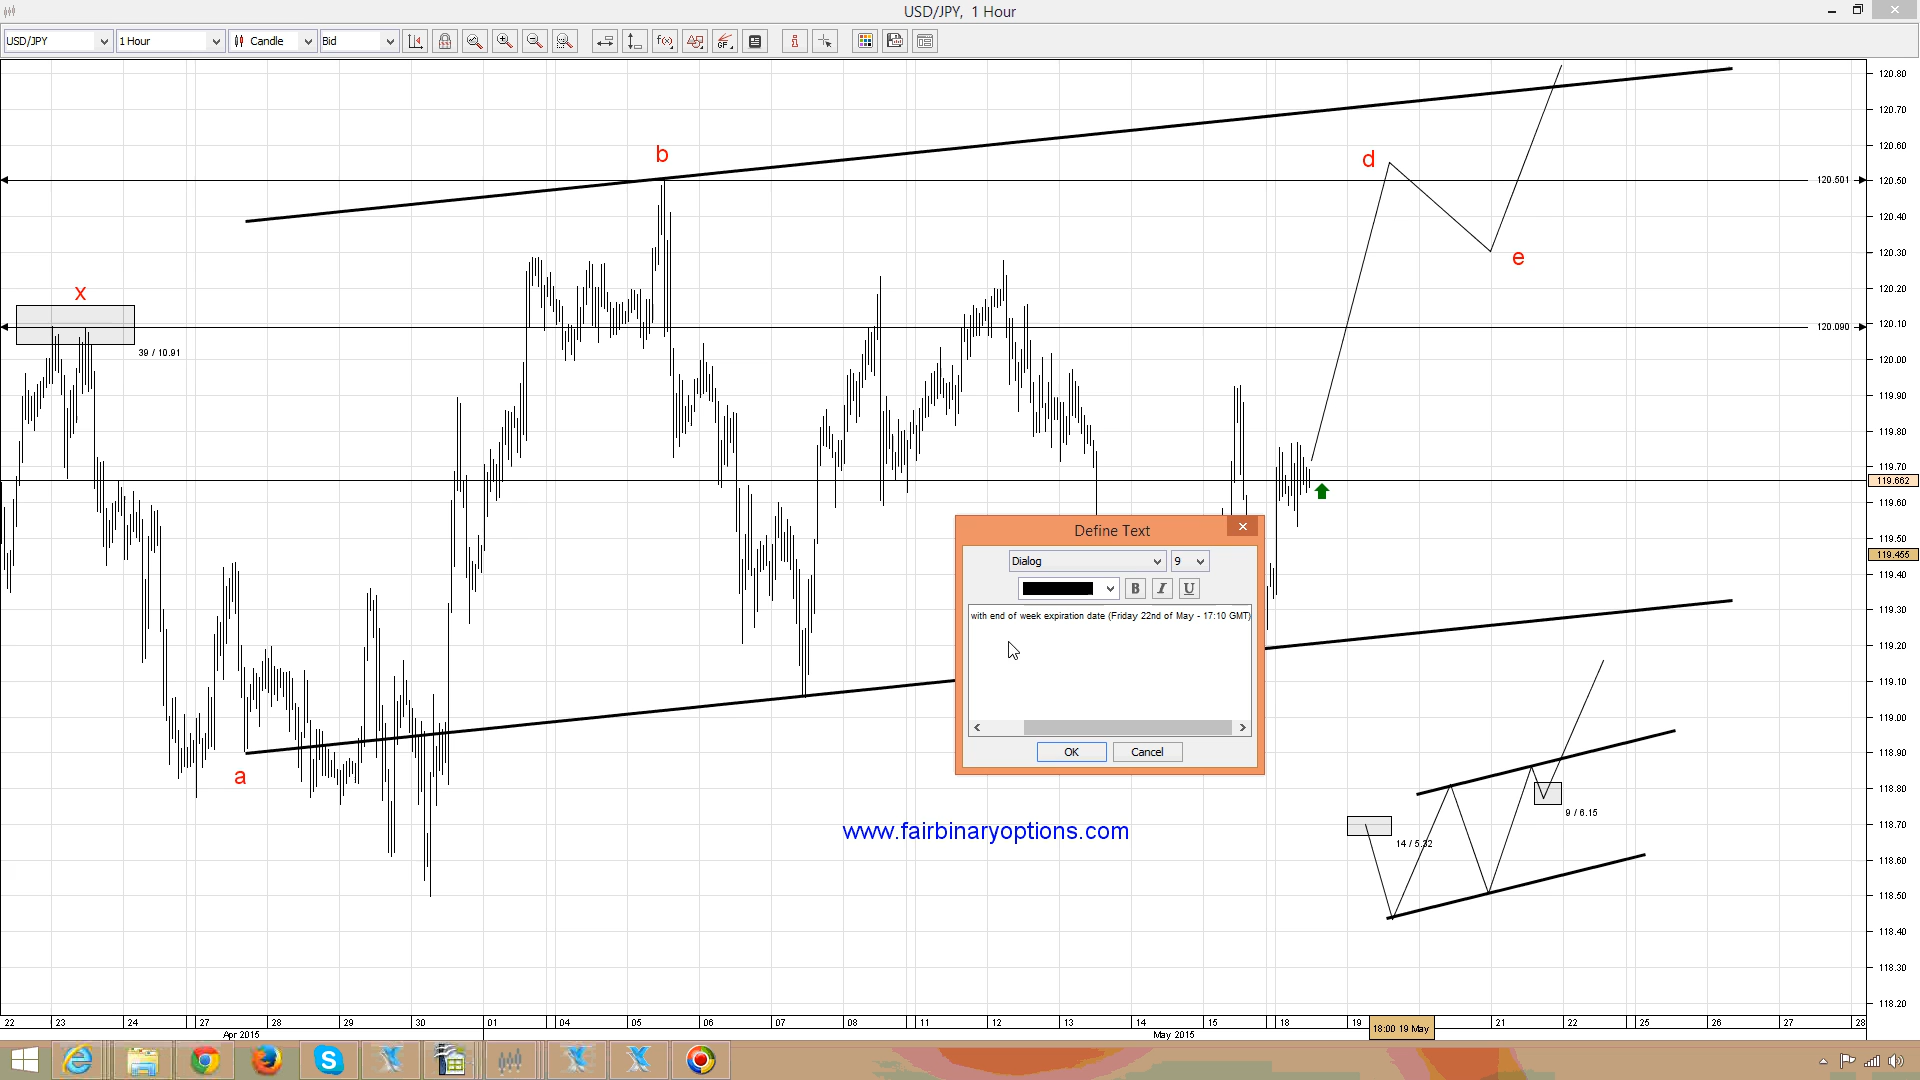 USD/JPY, 1 Hour
USD/JPY 1 Hour Candle Bid f(x) GF i
120.80
120.70
120.60
120.501
120.50
120.40
120.30
120.20
120.10
120.090
120.00
119.90
119.80
119.70
119.662
119.60
119.50
119.455
119.40
119.30
119.20
119.10
119.00
118.90
118.80
118.70
118.60
118.50
118.40
118.30
118.20
b
d
e
x
39 / 10.91
a
Define Text
Dialog 9
B I U
with end of week expiration date (Friday 22nd of May - 17:10 GMT)
OK Cancel
www.fairbinaryoptions.com
9 / 6.15
14 / 5.32
22 23 24 27 28 29 30 01 04 05 06 07 08 11 12 13 14 15 18 19 18:00 19 May 21 22 25 26 27 28
Apr 2015 May 2015